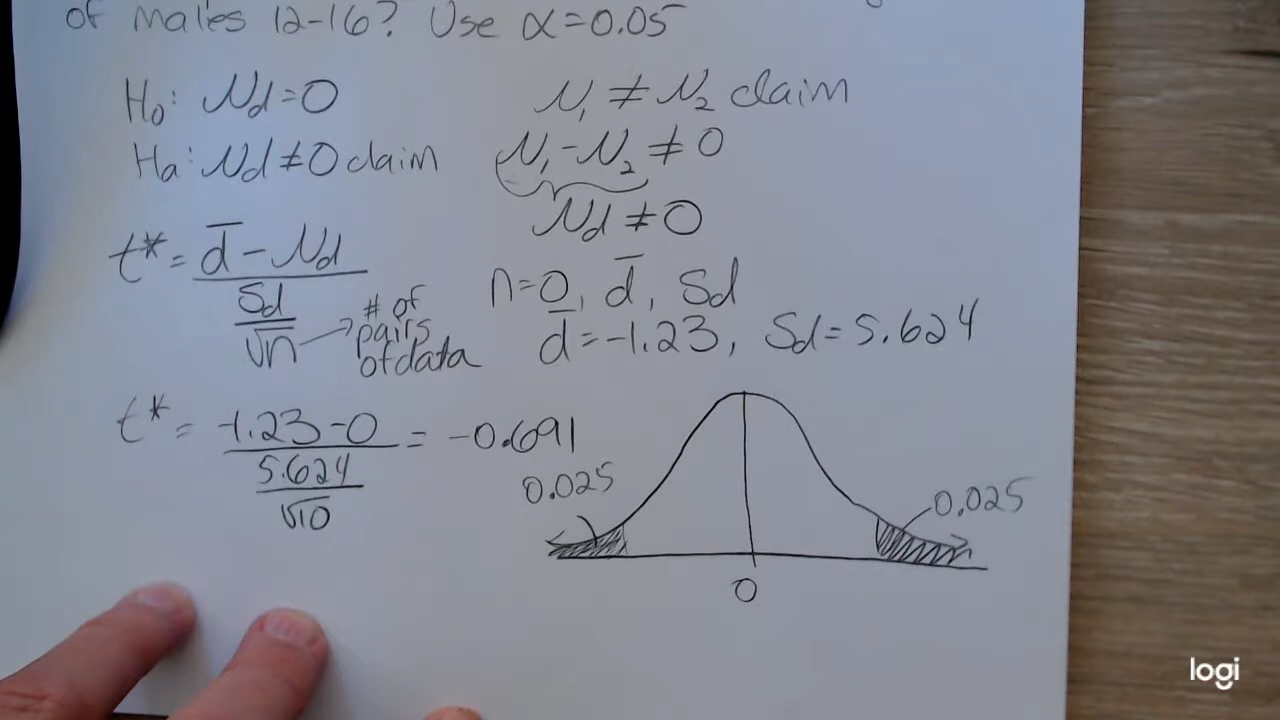 of males 12-16? Use α=0.05
H₀: μd=0
Ha: μd≠0 claim
μ₁ ≠ μ₂ claim
μ₁-μ₂ ≠ 0
μd ≠ 0
t* = (d̄ - μd) / (Sd/√n)
# of
pairs
of data
n=0, d̄, Sd
d̄ = -1.23, Sd = 5.624
t* = (-1.23-0) / (5.624/√10) = -0.691
0.025
0.025
0
logi